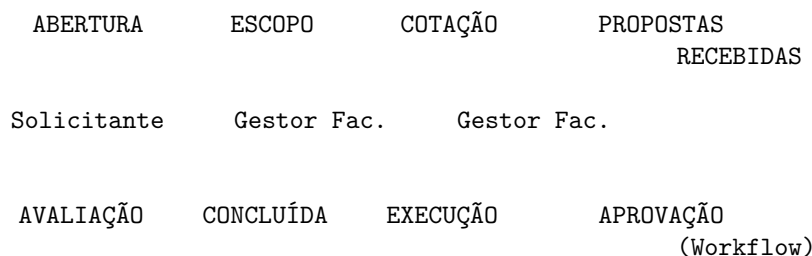 ABERTURA ESCOPO COTAÇÃO PROPOSTAS
RECEBIDAS
Solicitante Gestor Fac. Gestor Fac.
AVALIAÇÃO CONCLUÍDA EXECUÇÃO APROVAÇÃO
(Workflow)